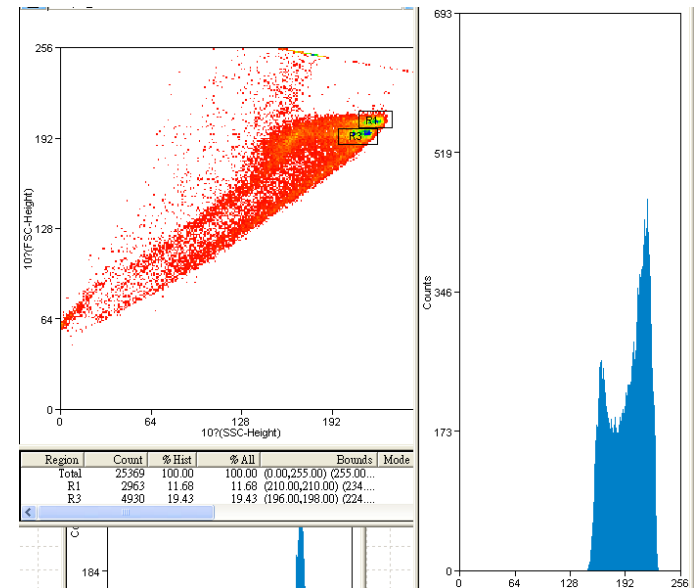 256
192
128
64
0
10?(FSC-Height)
R1
R3
0 64 128 192
10?(SSC-Height)
Region Count % Hist % All Bounds Mode
Total 25369 100.00 100.00 (0.00,255.00) (255.00...
R1 2963 11.68 11.68 (210.00,210.00) (234....
R3 4930 19.43 19.43 (196.00,198.00) (224....
184
693
519
346
173
0
Counts
0 64 128 192 256